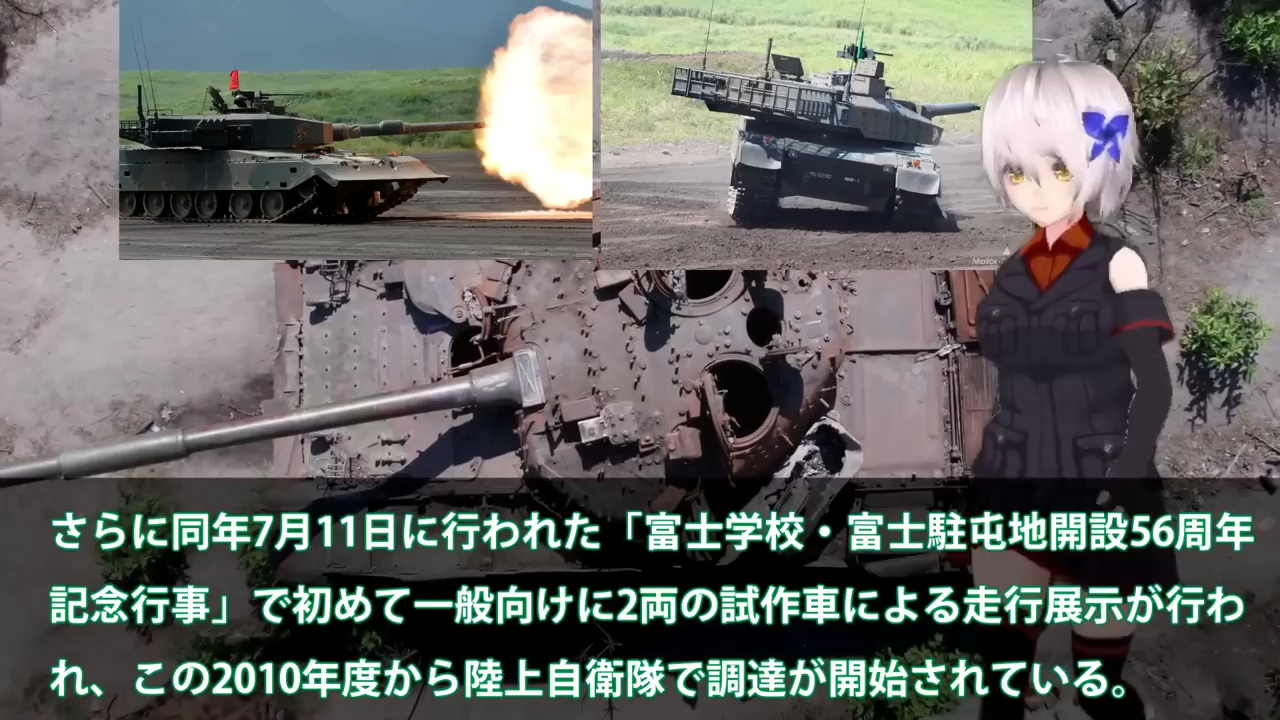 さらに同年7月11日に行われた「富士学校・富士駐屯地開設56周年
記念行事」で初めて一般向けに2両の試作車による走行展示が行わ
れ、この2010年度から陸上自衛隊で調達が開始されている。